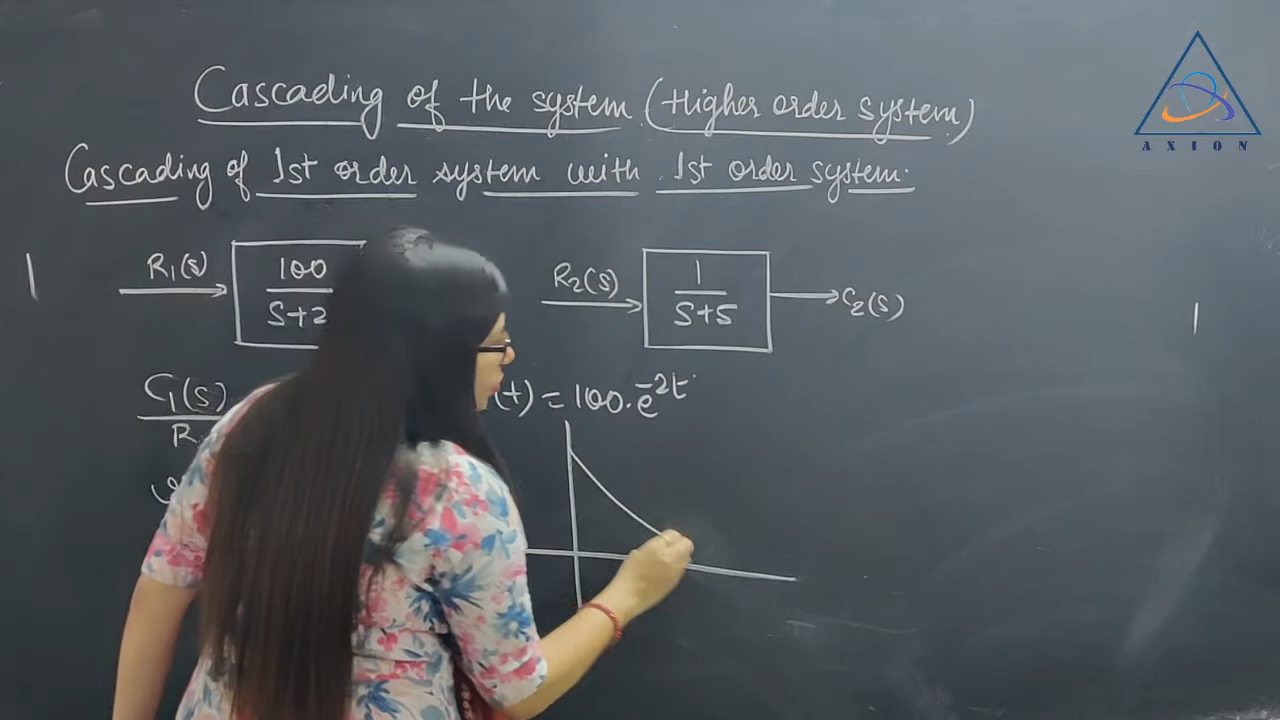 Cascading of the system (Higher order system)
Cascading of 1st order system with 1st order system.
R₁(s) 100 R₂(s) 1 C₂(s)
S+2 S+5
C₁(s) (t) = 100.e^-2t
R
AXION